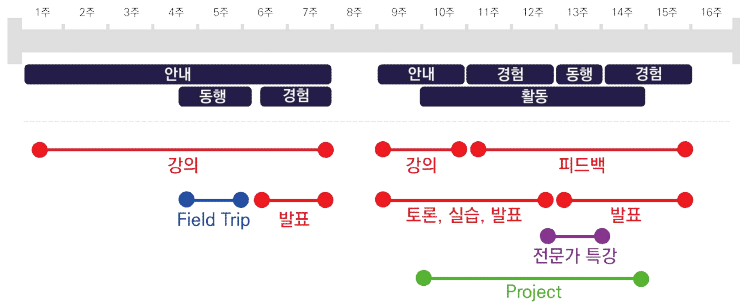 1주 2주 3주 4주 5주 6주 7주 8주 9주 10주 11주 12주 13주 14주 15주 16주
안내 안내 경험 동행 경험
동행 경험 활동
강의 강의 피드백
Field Trip 발표 토론, 실습, 발표 발표
전문가 특강
Project